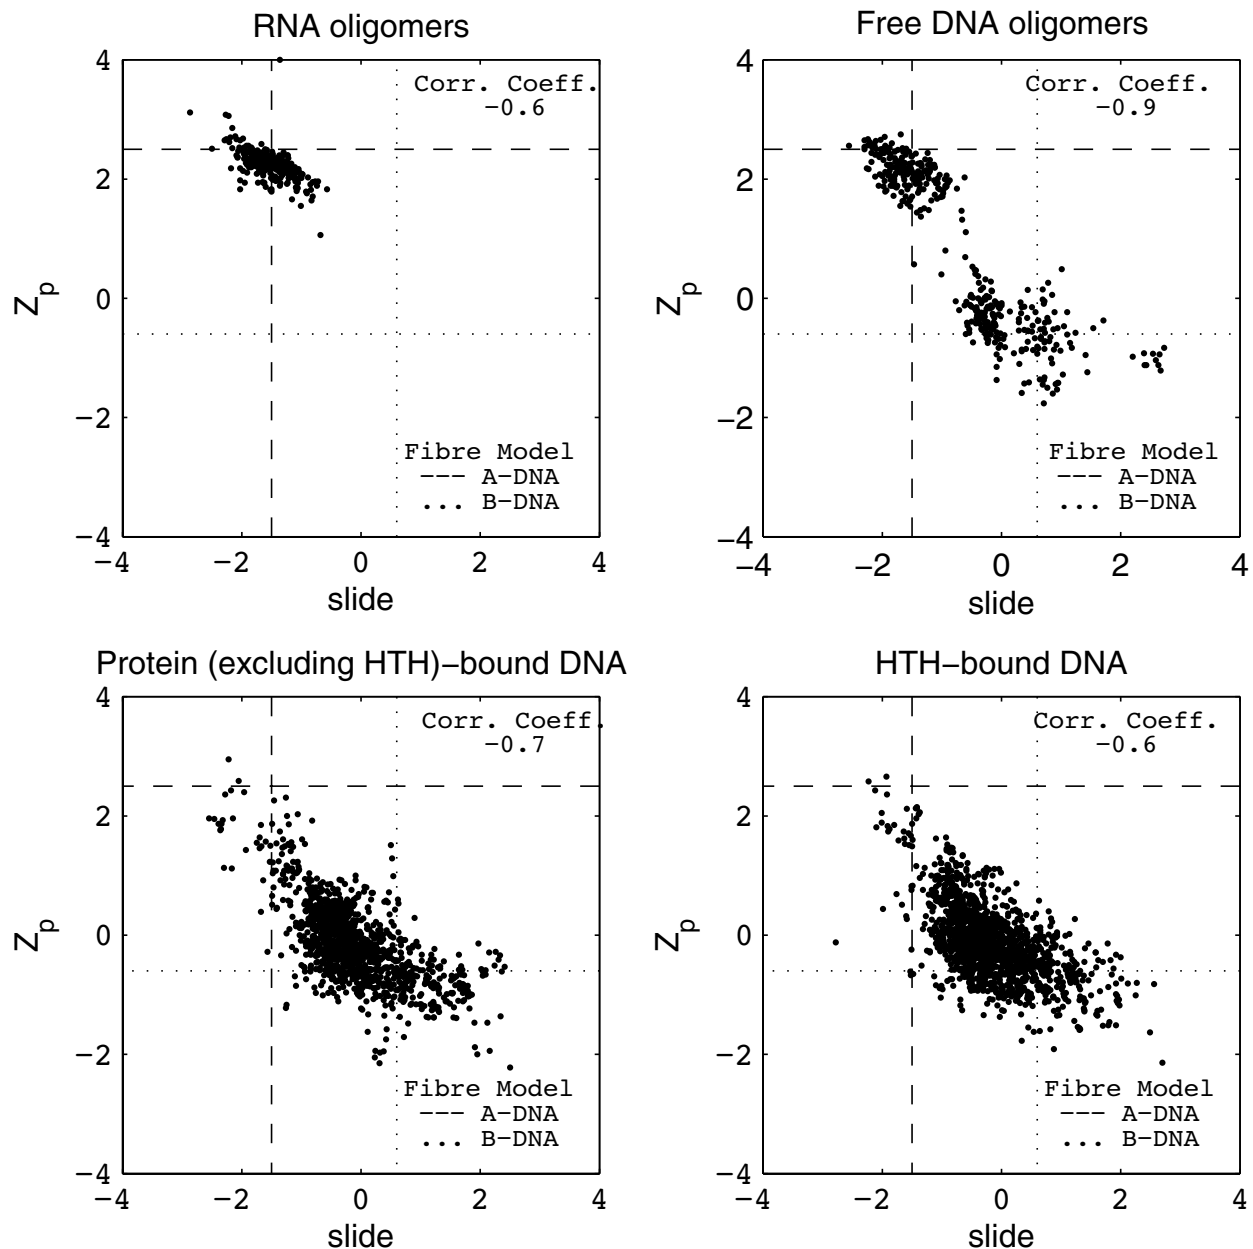 RNA oligomers
4
2
0
−2
−4
−4 −2 0 2 4
Z_p
slide
Corr. Coeff.
−0.6
Fibre Model
−−− A−DNA
... B−DNA
Free DNA oligomers
4
2
0
−2
−4
−4 −2 0 2 4
Z_p
slide
Corr. Coeff.
−0.9
Fibre Model
−−− A−DNA
... B−DNA
Protein (excluding HTH)−bound DNA
4
2
0
−2
−4
−4 −2 0 2 4
Z_p
slide
Corr. Coeff.
−0.7
Fibre Model
−−− A−DNA
... B−DNA
HTH−bound DNA
4
2
0
−2
−4
−4 −2 0 2 4
Z_p
slide
Corr. Coeff.
−0.6
Fibre Model
−−− A−DNA
... B−DNA